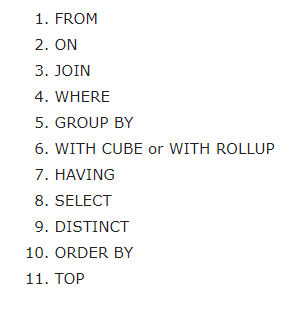 1. FROM
2. ON
3. JOIN
4. WHERE
5. GROUP BY
6. WITH CUBE or WITH ROLLUP
7. HAVING
8. SELECT
9. DISTINCT
10. ORDER BY
11. TOP